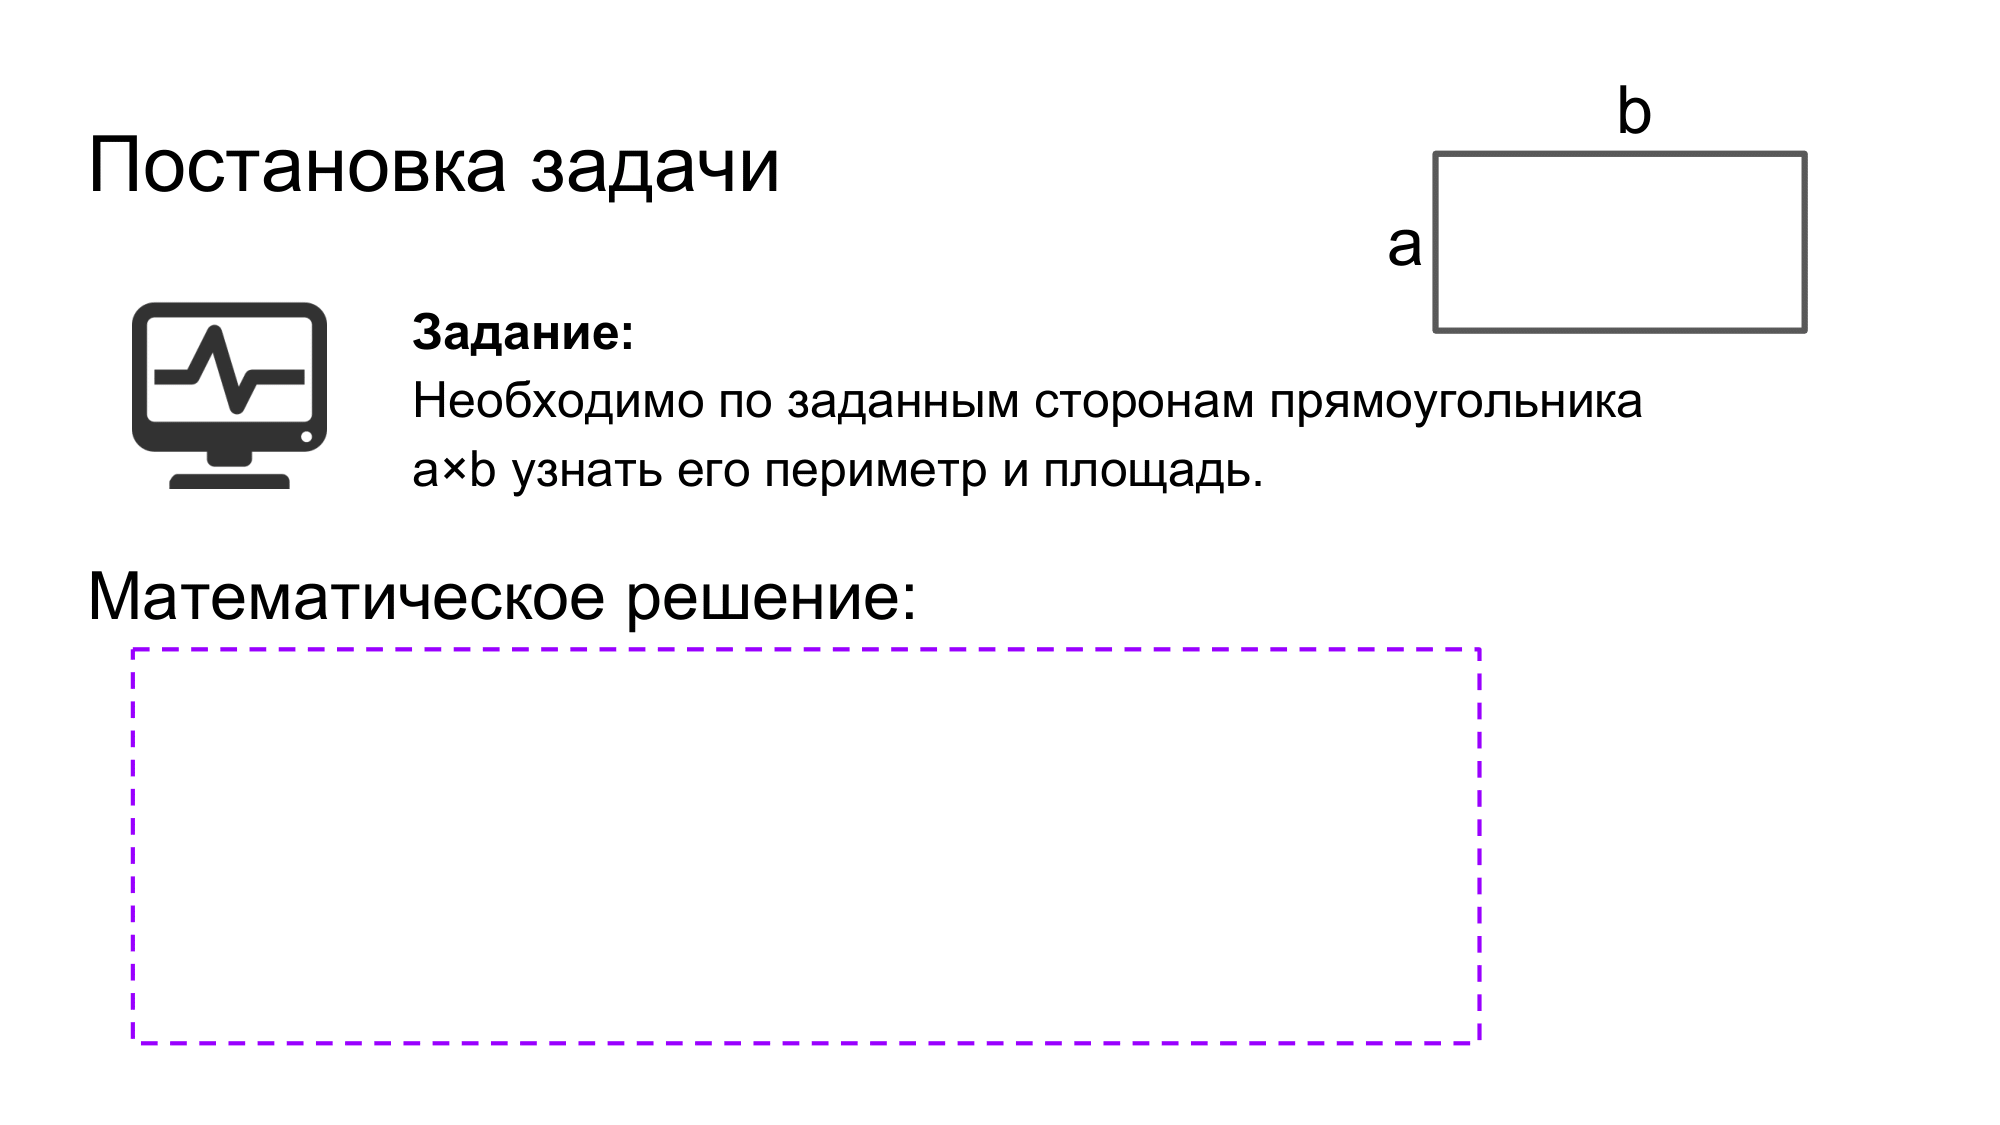 b
Постановка задачи
a
Задание:
Необходимо по заданным сторонам прямоугольника
a×b узнать его периметр и площадь.
Математическое решение: